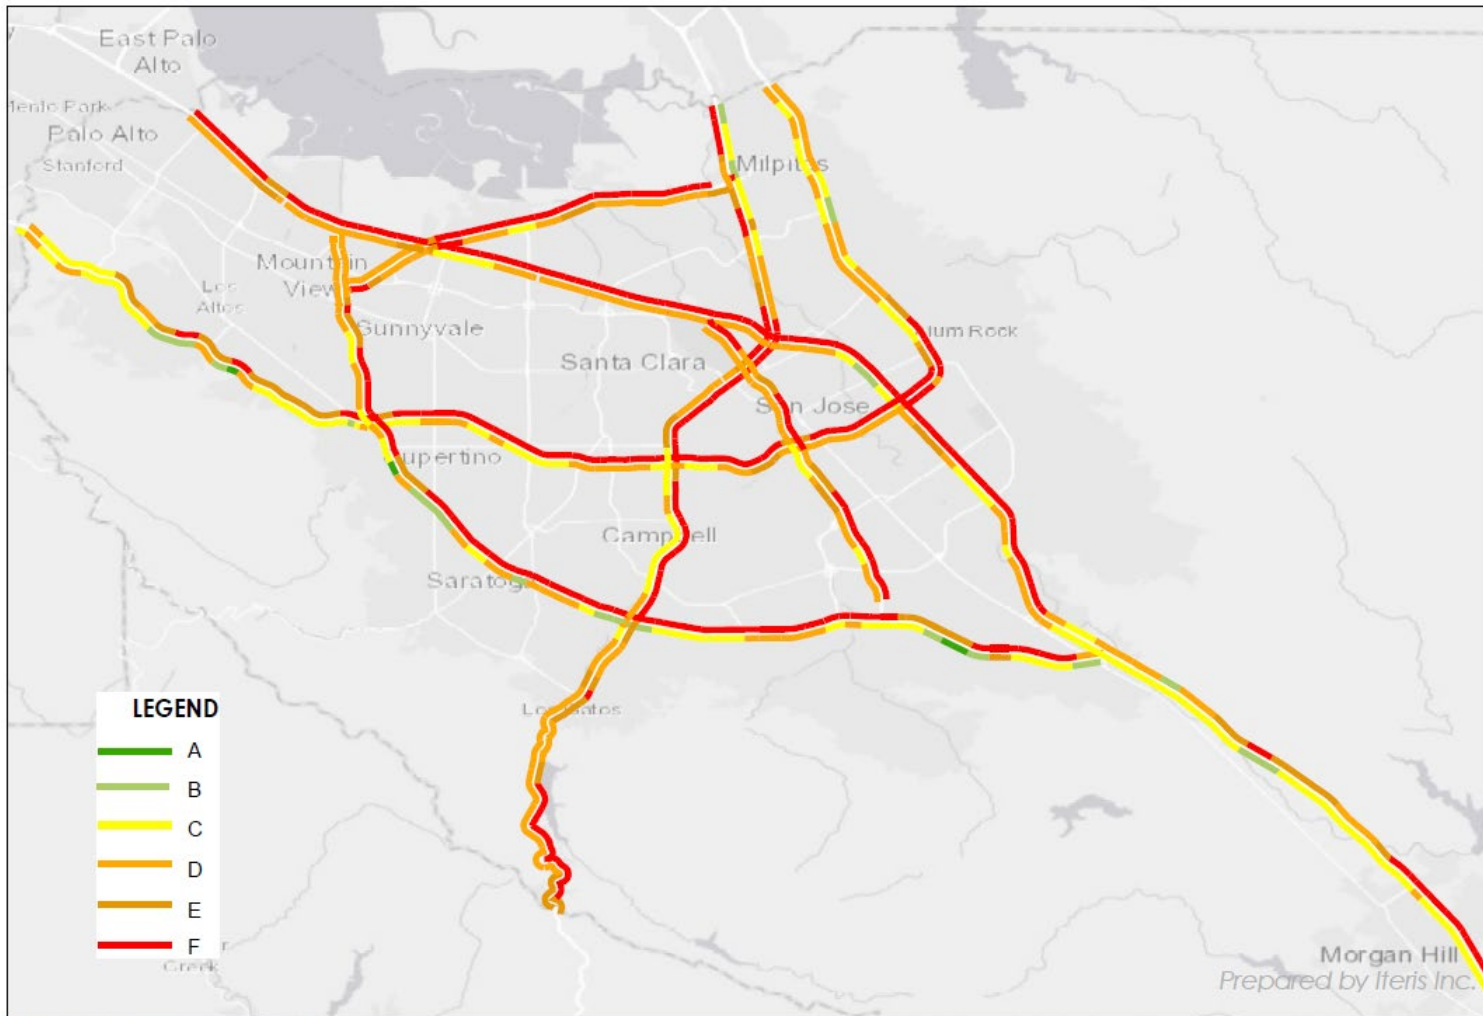 East Palo
Alto
Menlo Park
Palo Alto
Stanford
Milpitas
Mountain
View
Los
Altos
Sunnyvale
Alum Rock
Santa Clara
San Jose
Cupertino
Campbell
Saratoga
Los Gatos
LEGEND
A
B
C
D
E
F
Creek
Morgan Hill
Prepared by Iteris Inc.